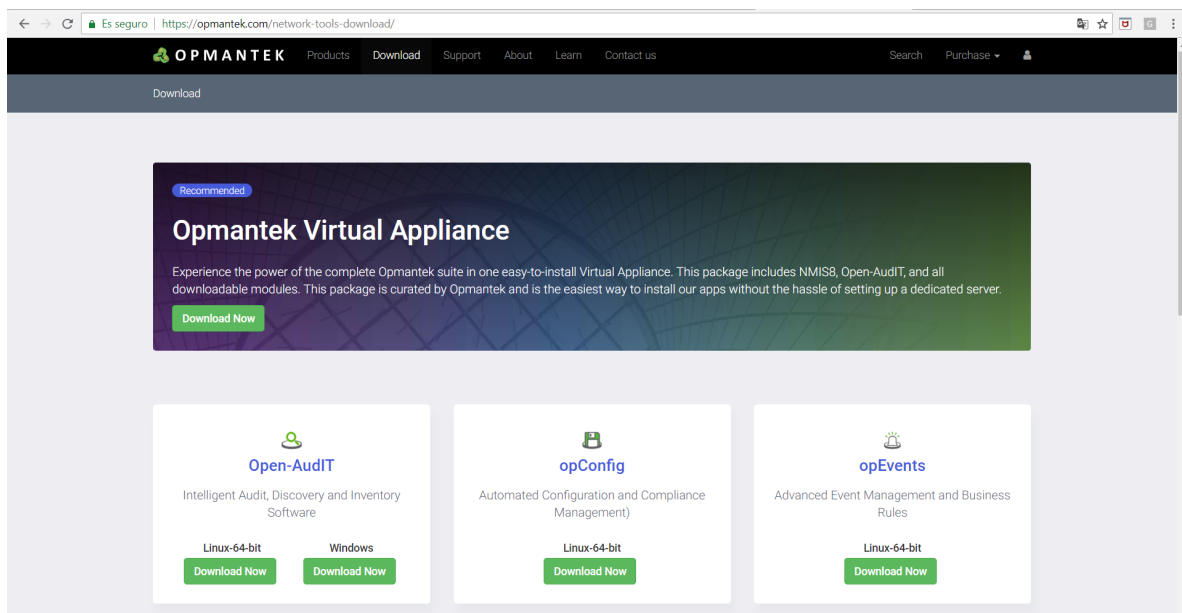 Es seguro | https://opmantek.com/network-tools-download/
OPMANTEK Products Download Support About Learn Contact us Search Purchase
Download
Recommended
Opmantek Virtual Appliance
Experience the power of the complete Opmantek suite in one easy-to-install Virtual Appliance. This package includes NMIS8, Open-AudIT, and all
downloadable modules. This package is curated by Opmantek and is the easiest way to install our apps without the hassle of setting up a dedicated server.
Download Now
Open-AudIT
Intelligent Audit, Discovery and Inventory
Software
Linux-64-bit Windows
Download Now Download Now
opConfig
Automated Configuration and Compliance
Management)
Linux-64-bit
Download Now
opEvents
Advanced Event Management and Business
Rules
Linux-64-bit
Download Now